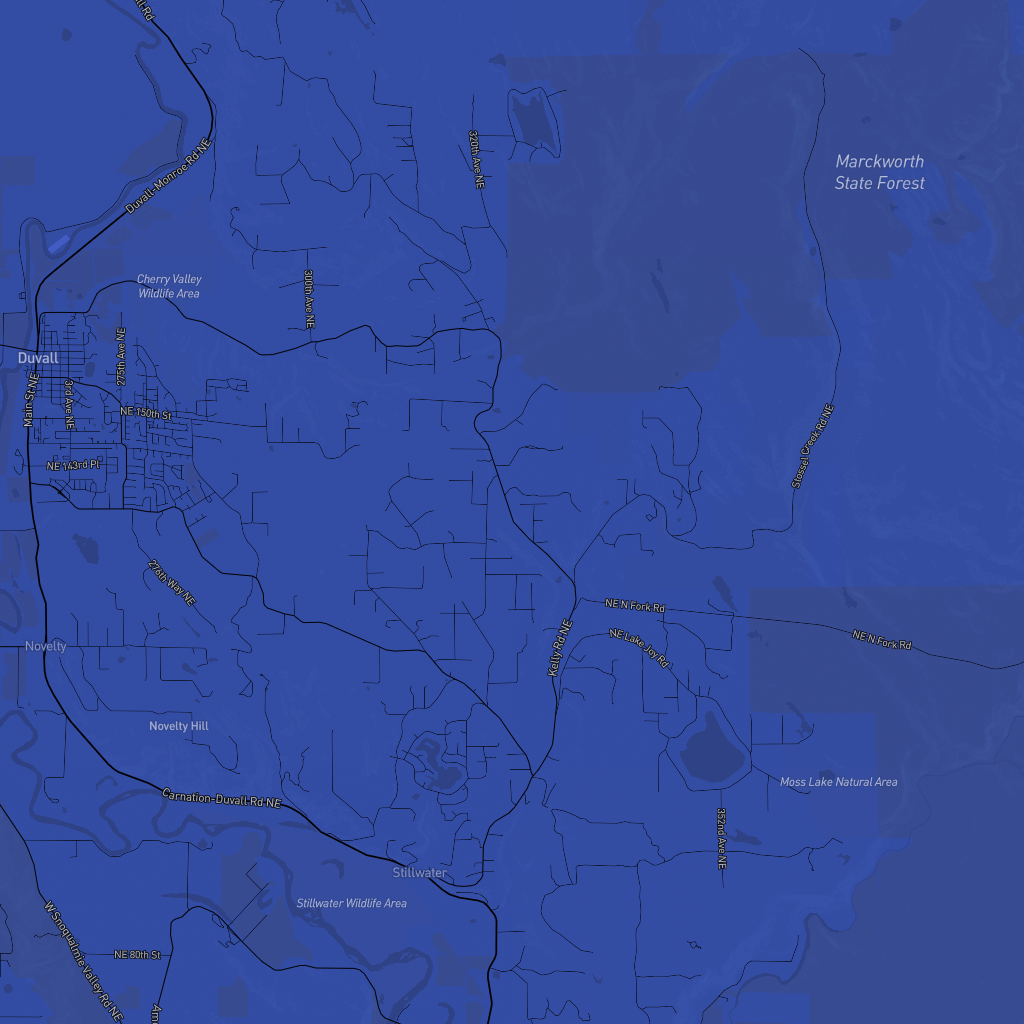 ll Rd
320th Ave NE
Marckworth
State Forest
Duvall-Monroe Rd NE
Cherry Valley
Wildlife Area
300th Ave NE
275th Ave NE
Duvall
Main St NE
3rd Ave NE
NE 150th St
NE 143rd Pl
Stossel Creek Rd NE
276th Way NE
NE N Fork Rd
NE Lake Joy Rd
NE N Fork Rd
Kelly Rd NE
Novelty
Novelty Hill
Moss Lake Natural Area
Carnation-Duvall Rd NE
352nd Ave NE
Stillwater
Stillwater Wildlife Area
W Snoqualmie Valley Rd NE
NE 80th St
Am